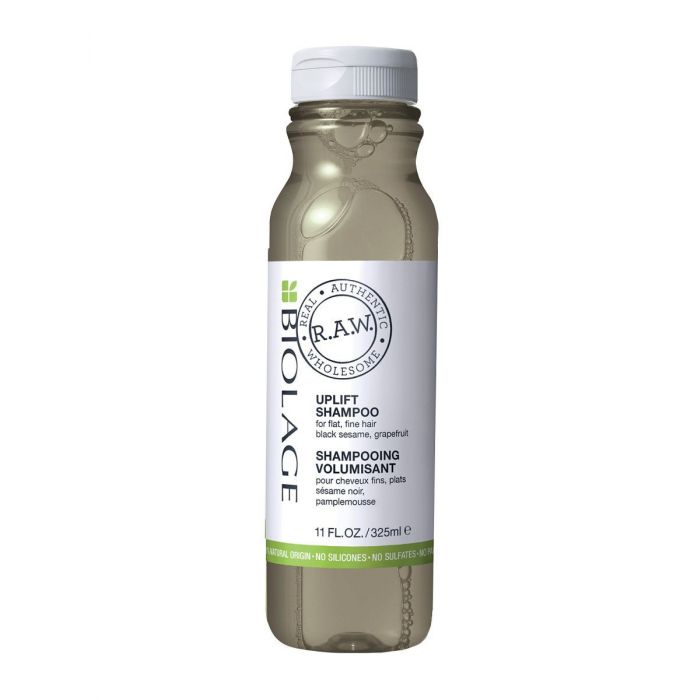 BIOLAGE
REAL • AUTHENTIC • WHOLESOME •
R.A.W.
UPLIFT
SHAMPOO
for flat, fine hair
black sesame, grapefruit
SHAMPOOING
VOLUMISANT
pour cheveux fins, plats
sésame noir,
pamplemousse
11 FL.OZ./325ml ℮
NATURAL ORIGIN • NO SILICONES • NO SULFATES • NO